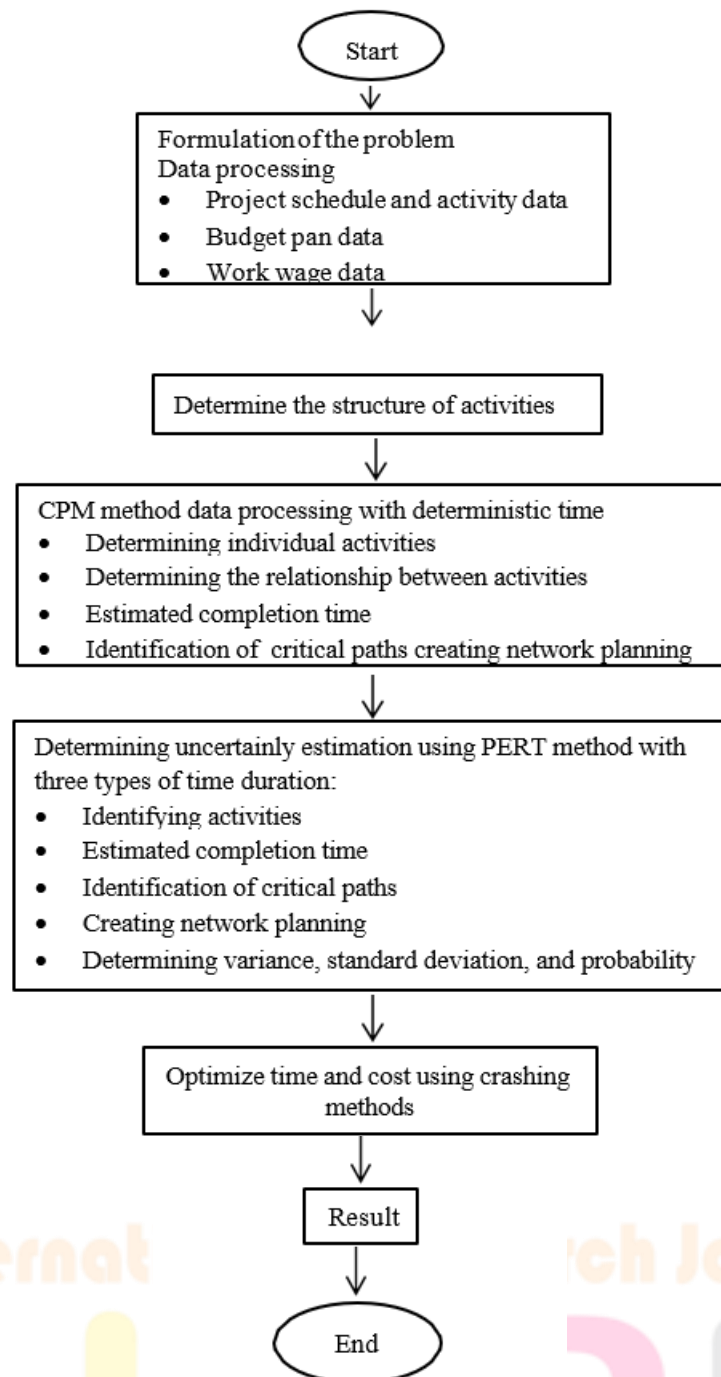 Start
Formulation of the problem
Data processing
• Project schedule and activity data
• Budget pan data
• Work wage data
Determine the structure of activities
CPM method data processing with deterministic time
• Determining individual activities
• Determining the relationship between activities
• Estimated completion time
• Identification of critical paths creating network planning
Determining uncertainly estimation using PERT method with
three types of time duration:
• Identifying activities
• Estimated completion time
• Identification of critical paths
• Creating network planning
• Determining variance, standard deviation, and probability
Optimize time and cost using crashing
methods
Result
End